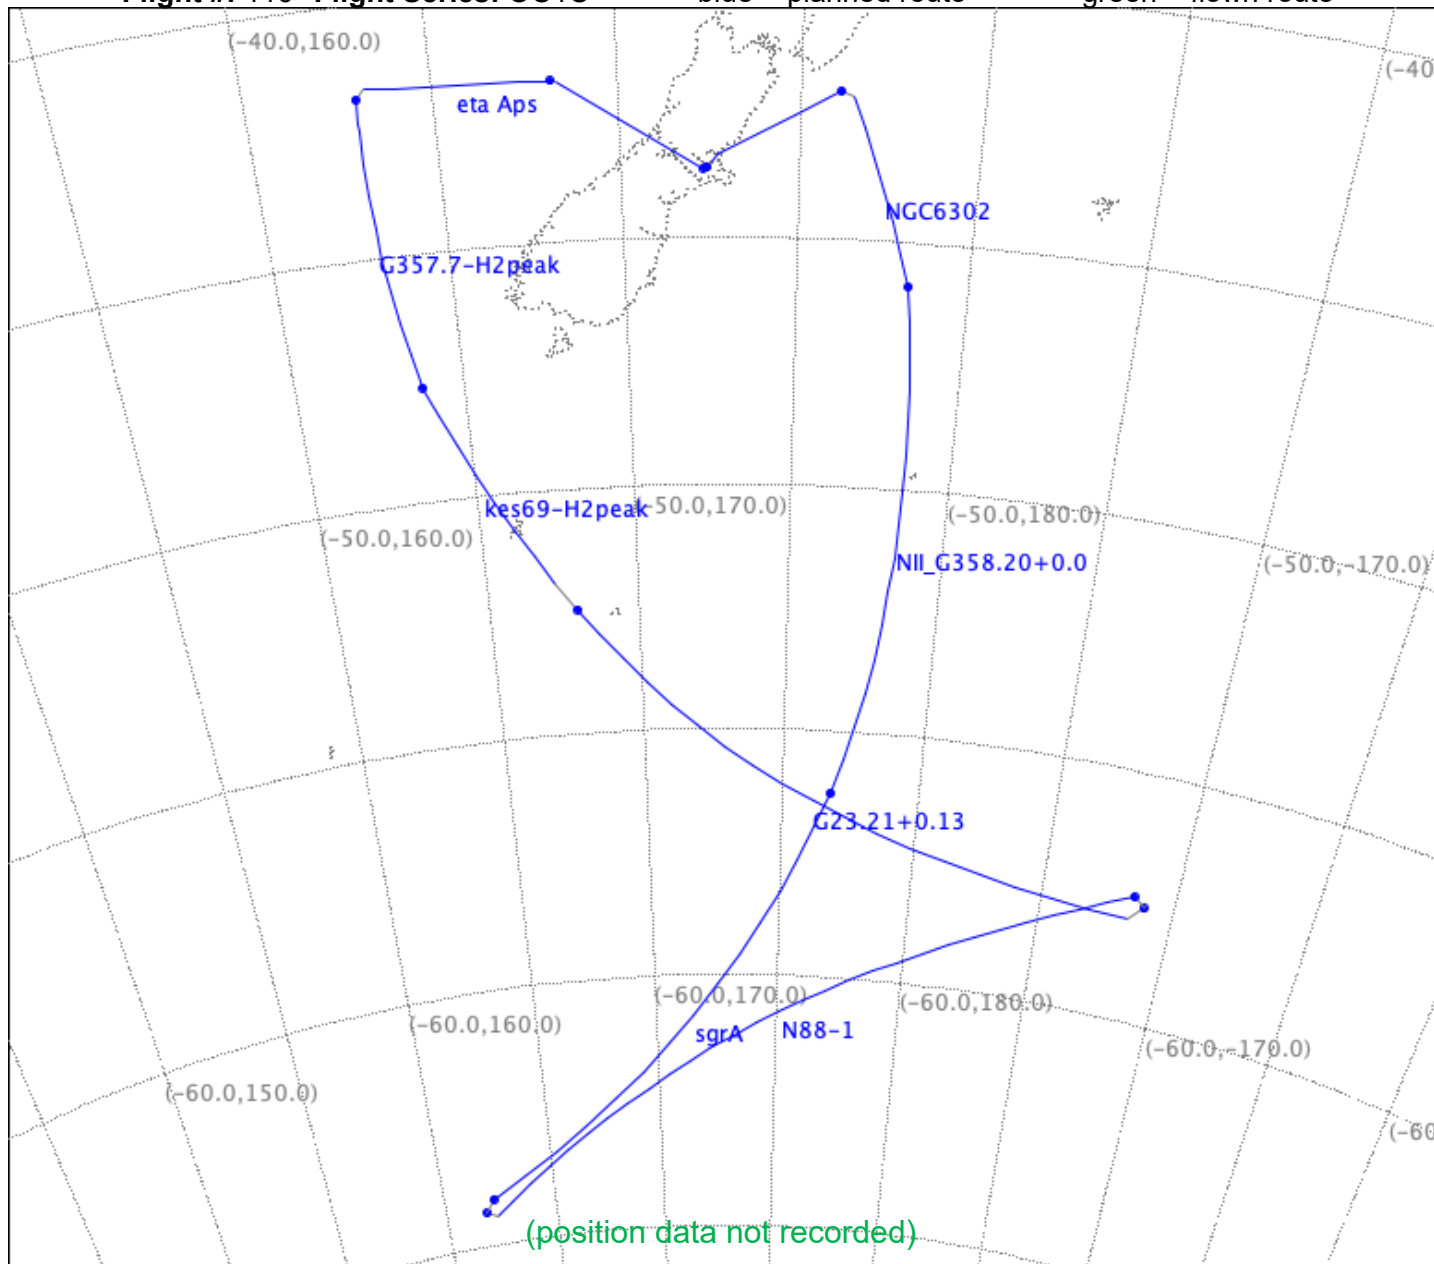 (-40.0,160.0)
(-40
eta Aps
NGC6302
G357.7-H2peak
kes69-H2peak
-50.0,170.0)
(-50.0,180.0)
(-50.0,160.0)
NII_G358.20+0.0
(-50.0,-170.0)
G23.21+0.13
(-60.0,170.0)
(-60.0,180.0)
(-60.0,160.0)
sgrA
N88-1
(-60.0,-170.0)
(-60.0,150.0)
(-60
(position data not recorded)